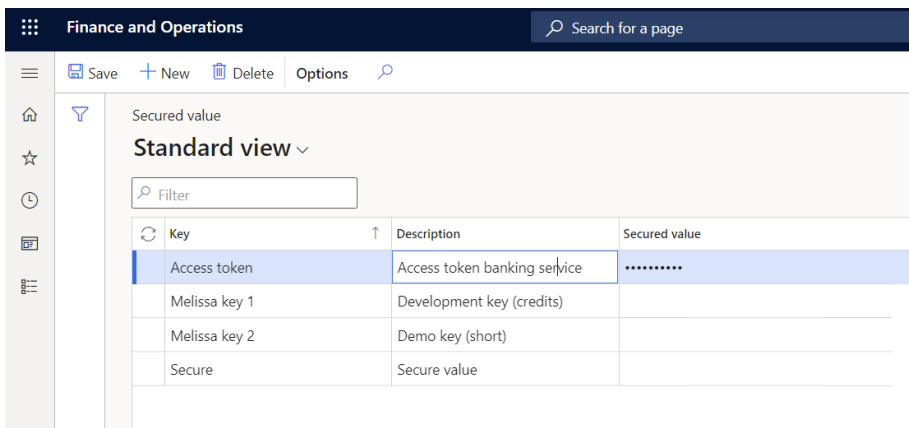 Finance and Operations Search for a page
Save New Delete Options
Secured value
Standard view
Filter
Key Description Secured value
Access token Access token banking service ••••••••••
Melissa key 1 Development key (credits)
Melissa key 2 Demo key (short)
Secure Secure value